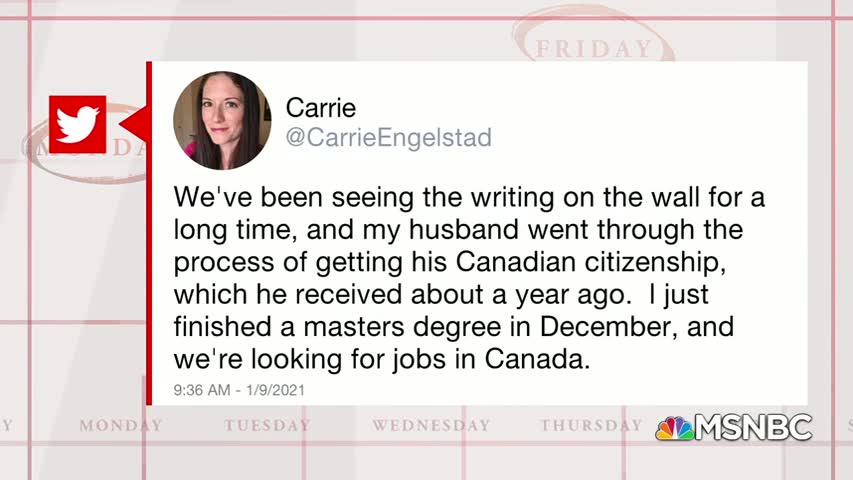 FRIDAY
Carrie
@CarrieEngelstad
MONDAY
We've been seeing the writing on the wall for a
long time, and my husband went through the
process of getting his Canadian citizenship,
which he received about a year ago.  I just
finished a masters degree in December, and
we're looking for jobs in Canada.
9:36 AM - 1/9/2021
Y MONDAY TUESDAY WEDNESDAY THURSDAY S
MSNBC